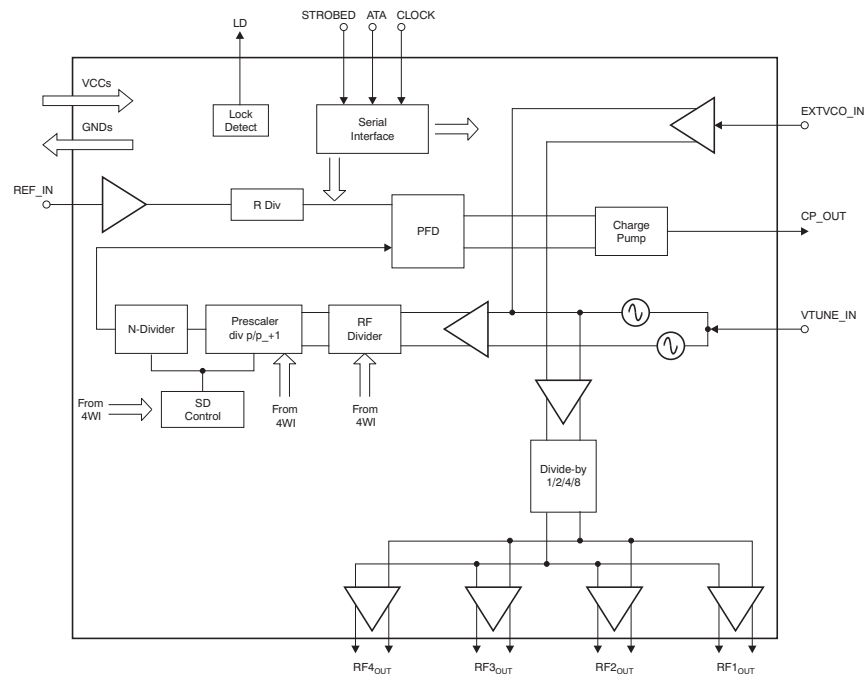 LD
STROBED ATA CLOCK
VCCs
GNDs
Lock
Detect
Serial
Interface
EXTVCO_IN
REF_IN
R Div
PFD
Charge
Pump
CP_OUT
N-Divider
Prescaler
div p/p_+1
RF
Divider
VTUNE_IN
From
4WI
SD
Control
From
4WI
From
4WI
Divide-by
1/2/4/8
RF4OUT RF3OUT RF2OUT RF1OUT